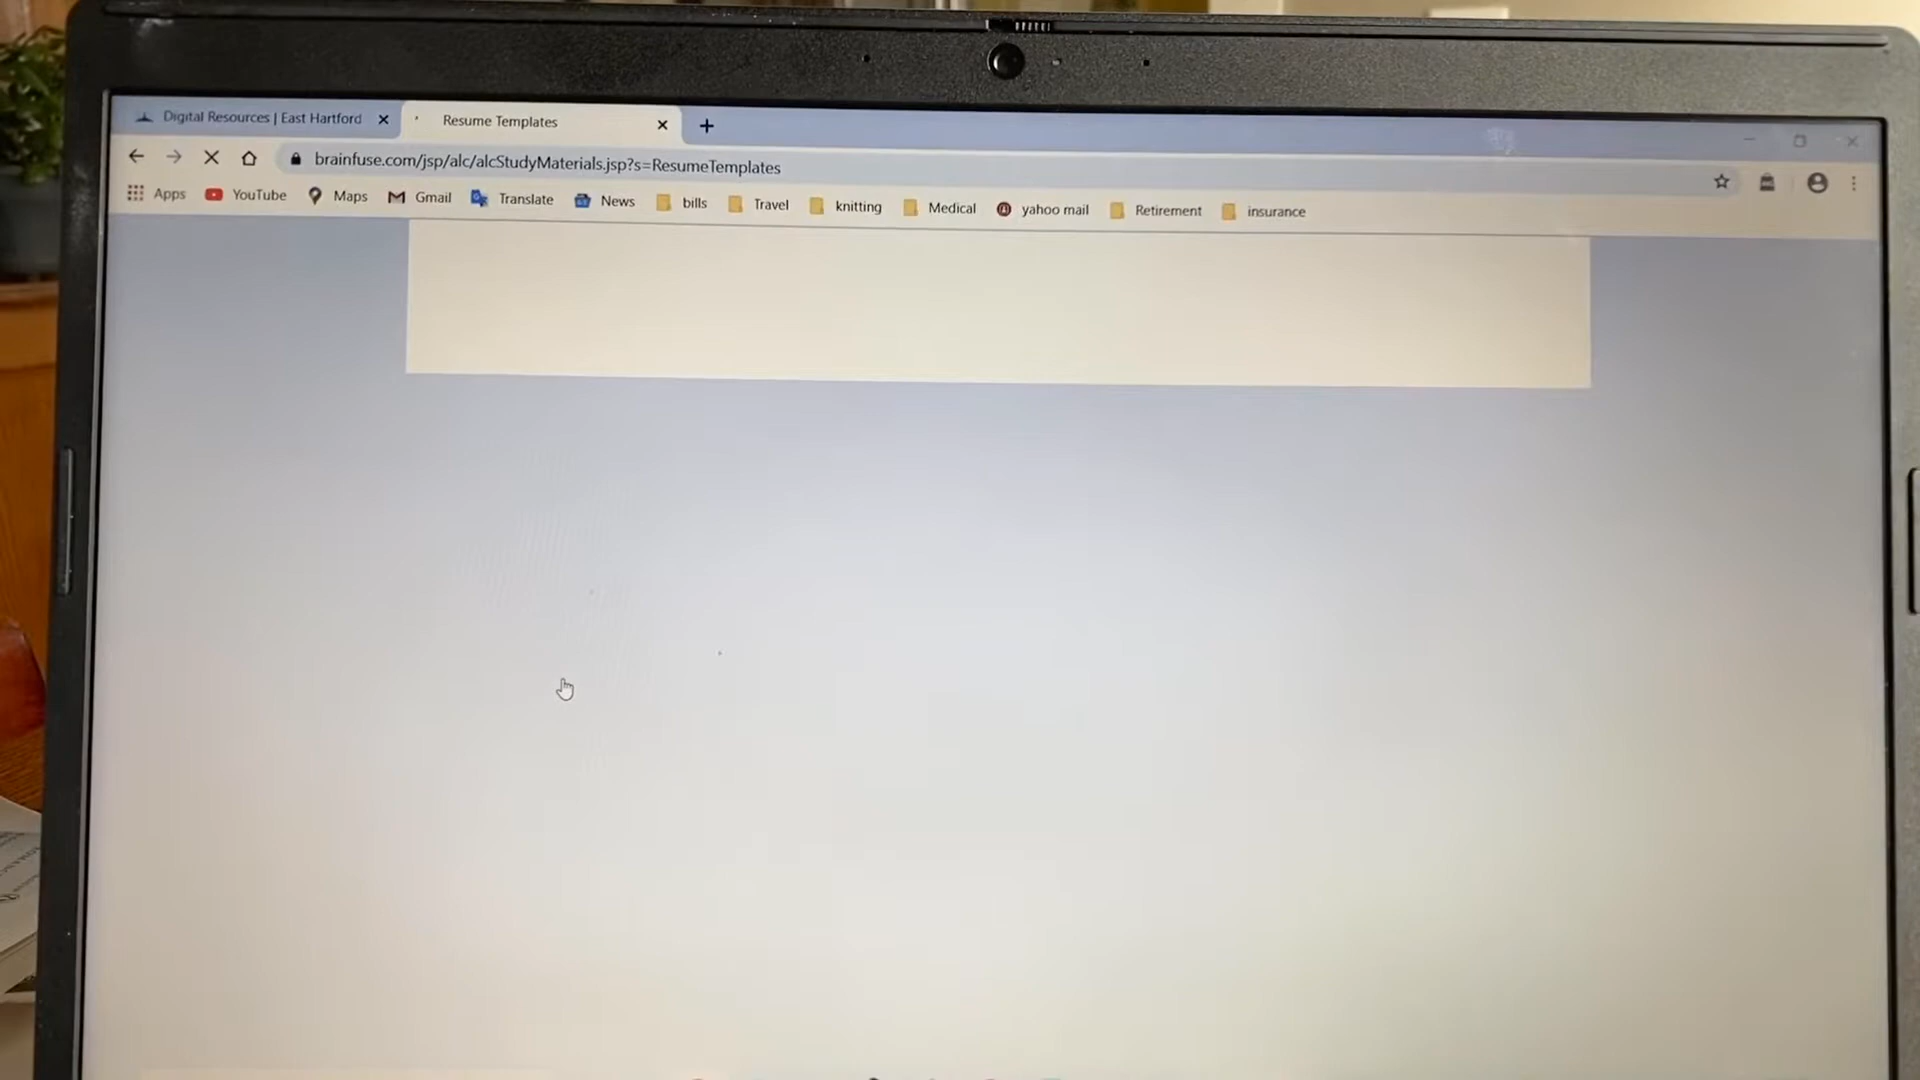 Digital Resources | East Hartford
Resume Templates
brainfuse.com/jsp/alc/alcStudyMaterials.jsp?s=ResumeTemplates
Apps YouTube Maps Gmail Translate News bills Travel knitting Medical yahoo mail Retirement insurance